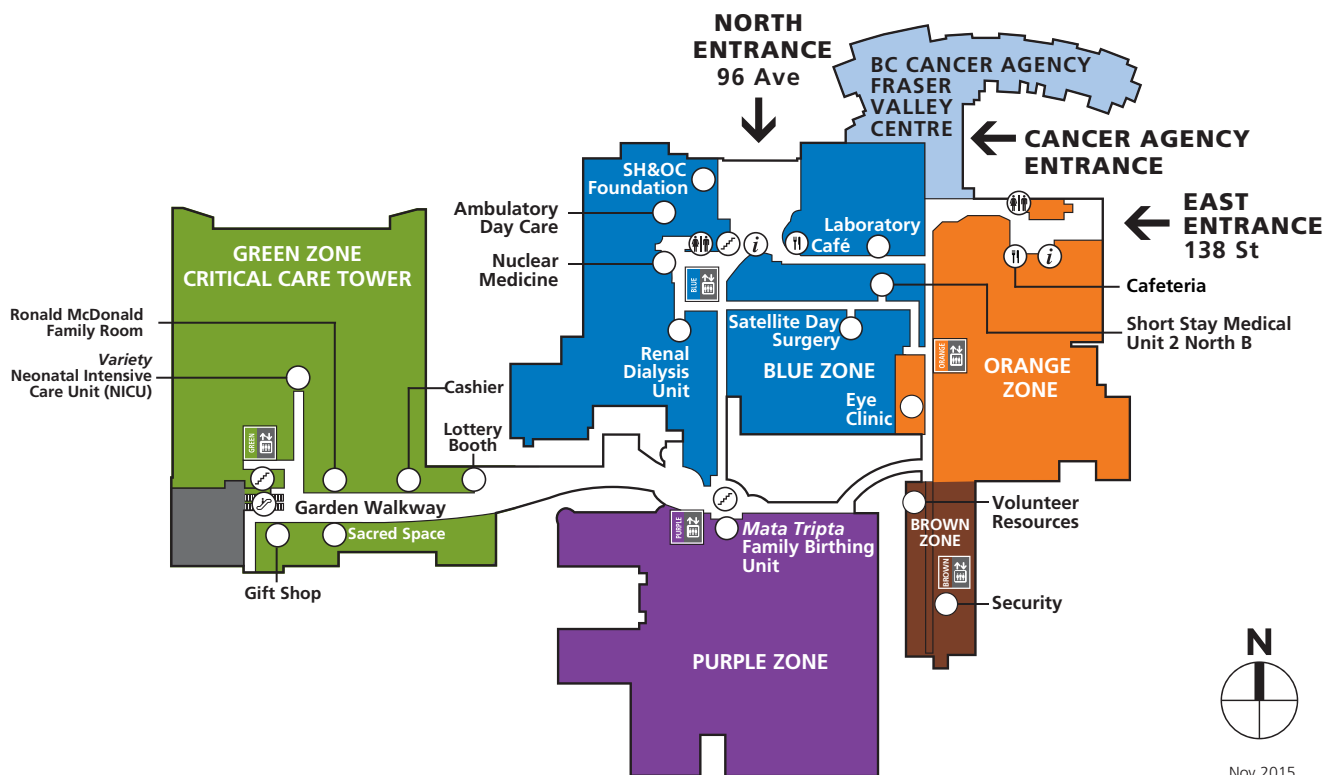 NORTH
ENTRANCE
96 Ave
BC CANCER AGENCY
FRASER
VALLEY
CENTRE
CANCER AGENCY
ENTRANCE
EAST
ENTRANCE
138 St
SH&OC
Foundation
Ambulatory
Day Care
Nuclear
Medicine
Laboratory
Café
i
i
Cafeteria
GREEN ZONE
CRITICAL CARE TOWER
BLUE
Ronald McDonald
Family Room
Variety
Neonatal Intensive
Care Unit (NICU)
Cashier
Lottery
Booth
Renal
Dialysis
Unit
Satellite Day
Surgery
BLUE ZONE
Short Stay Medical
Unit 2 North B
ORANGE
ORANGE
ZONE
Eye
Clinic
GREEN
Garden Walkway
Sacred Space
Gift Shop
PURPLE
Mata Tripta
Family Birthing
Unit
Volunteer
Resources
BROWN
ZONE
BROWN
Security
PURPLE ZONE
N
Nov 2015